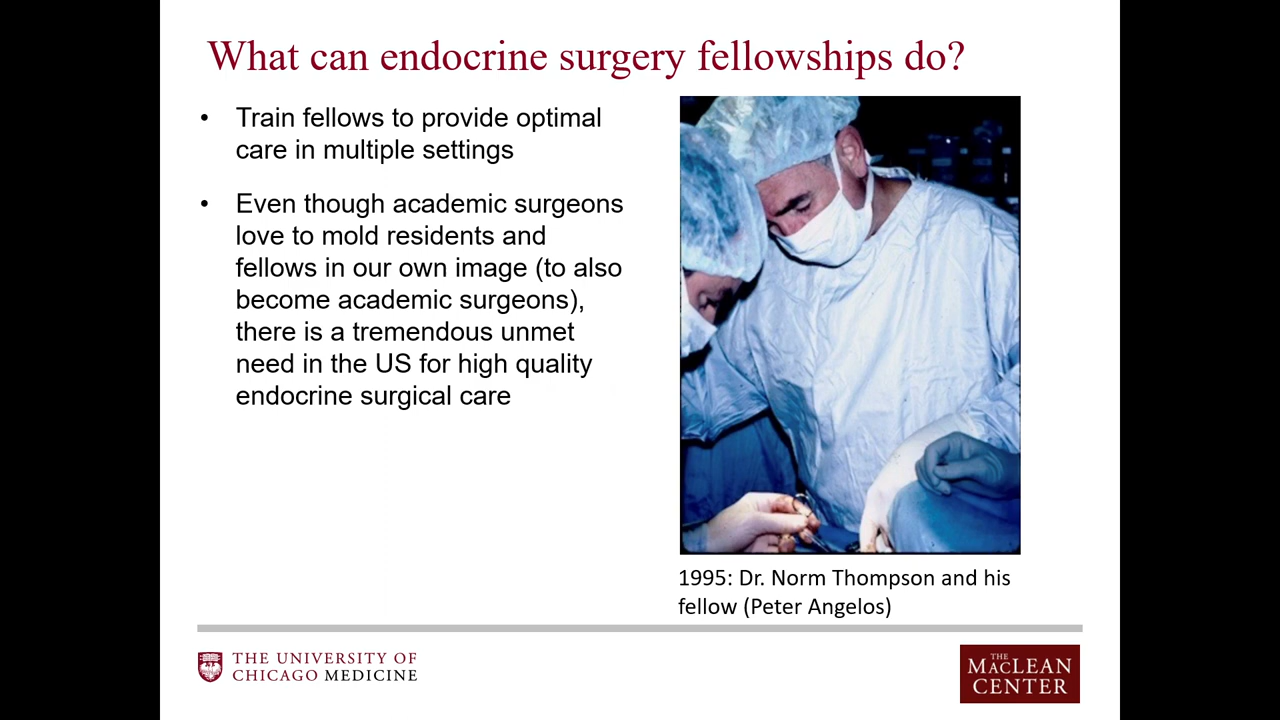 What can endocrine surgery fellowships do?
• Train fellows to provide optimal
care in multiple settings
• Even though academic surgeons
love to mold residents and
fellows in our own image (to also
become academic surgeons),
there is a tremendous unmet
need in the US for high quality
endocrine surgical care
1995: Dr. Norm Thompson and his
fellow (Peter Angelos)
THE UNIVERSITY OF
CHICAGO MEDICINE
THE
MACLEAN
CENTER